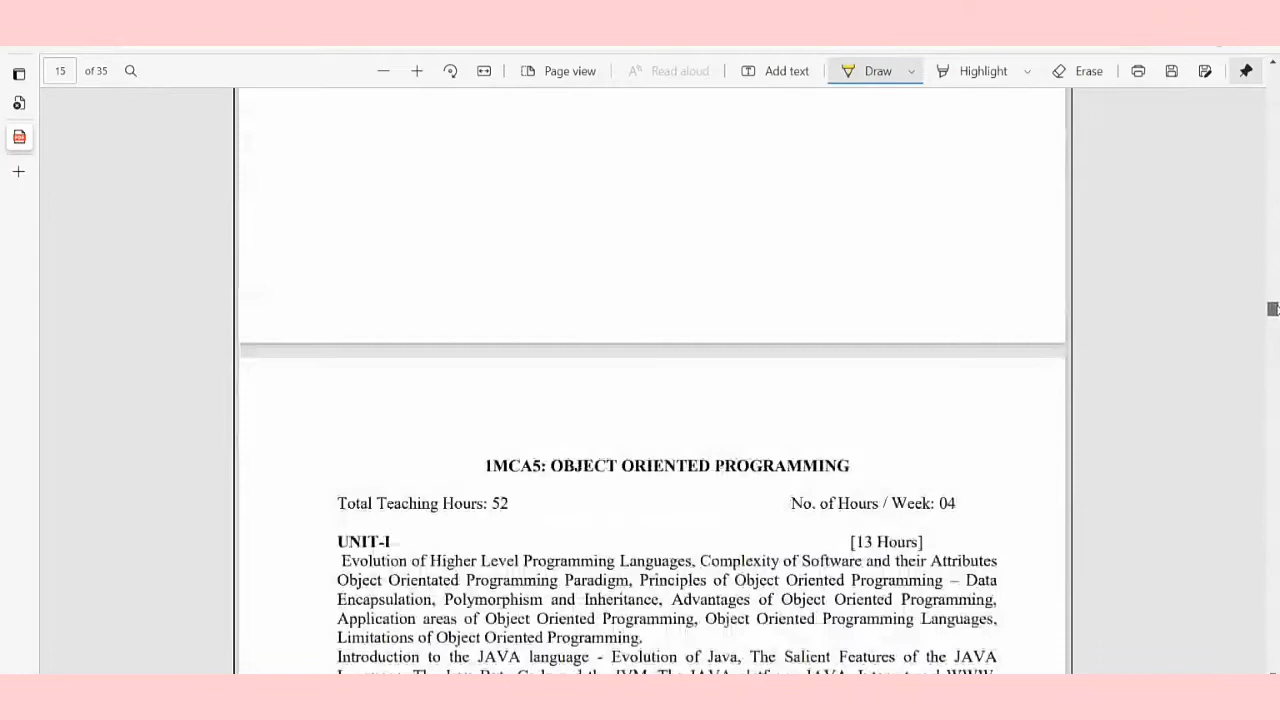 15 of 35
Page view
Read aloud
Add text
Draw
Highlight
Erase
1MCA5: OBJECT ORIENTED PROGRAMMING
Total Teaching Hours: 52 No. of Hours / Week: 04
UNIT-I [13 Hours]
Evolution of Higher Level Programming Languages, Complexity of Software and their Attributes
Object Orientated Programming Paradigm, Principles of Object Oriented Programming – Data
Encapsulation, Polymorphism and Inheritance, Advantages of Object Oriented Programming,
Application areas of Object Oriented Programming, Object Oriented Programming Languages,
Limitations of Object Oriented Programming.
Introduction to the JAVA language - Evolution of Java, The Salient Features of the JAVA